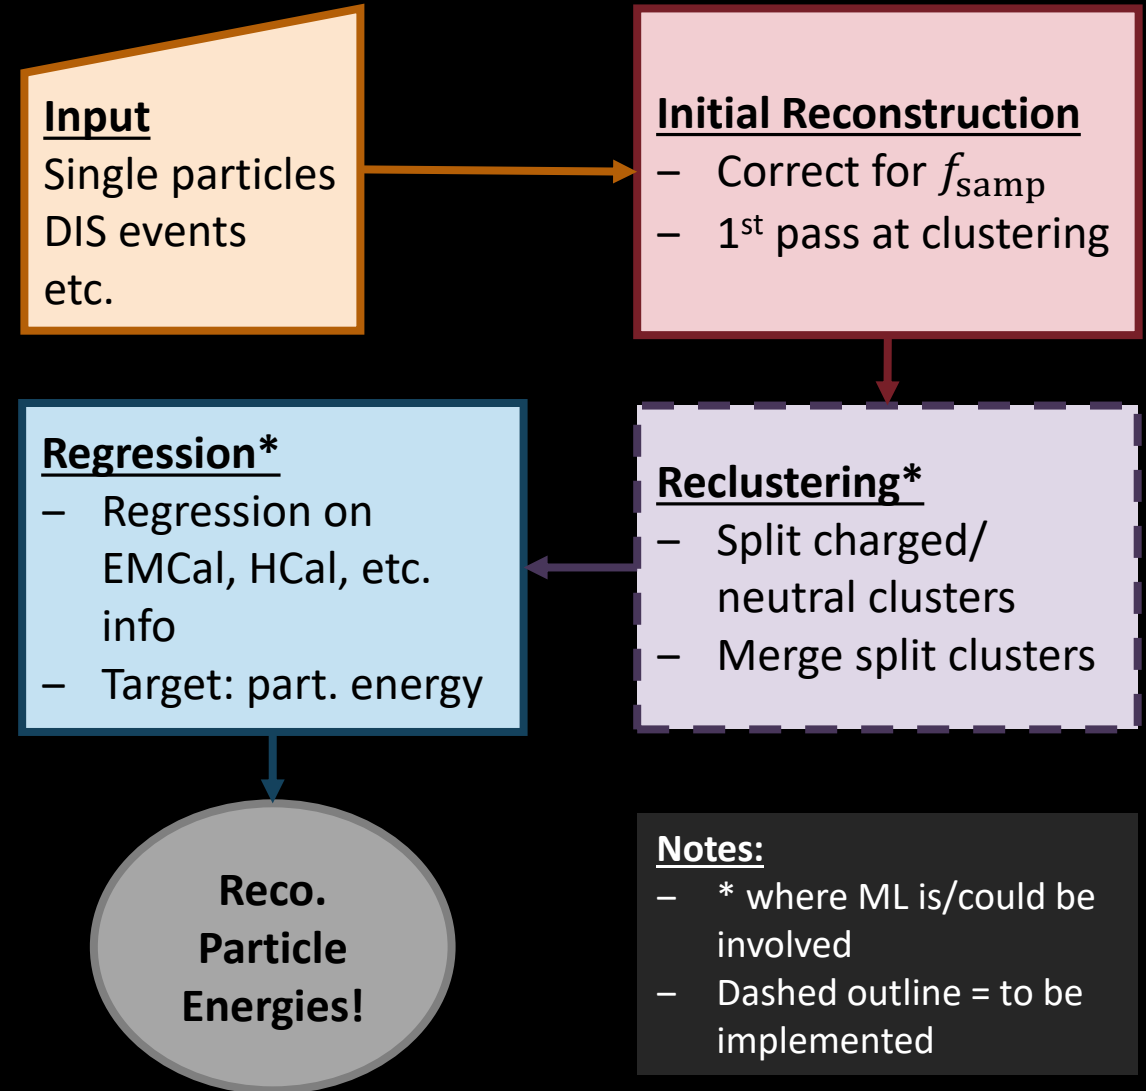 Input
Single particles
DIS events
etc.
Initial Reconstruction
– Correct for f_samp
– 1st pass at clustering
Regression*
– Regression on
EMCal, HCal, etc.
info
– Target: part. energy
Reclustering*
– Split charged/
neutral clusters
– Merge split clusters
Reco.
Particle
Energies!
Notes:
– * where ML is/could be
involved
– Dashed outline = to be
implemented